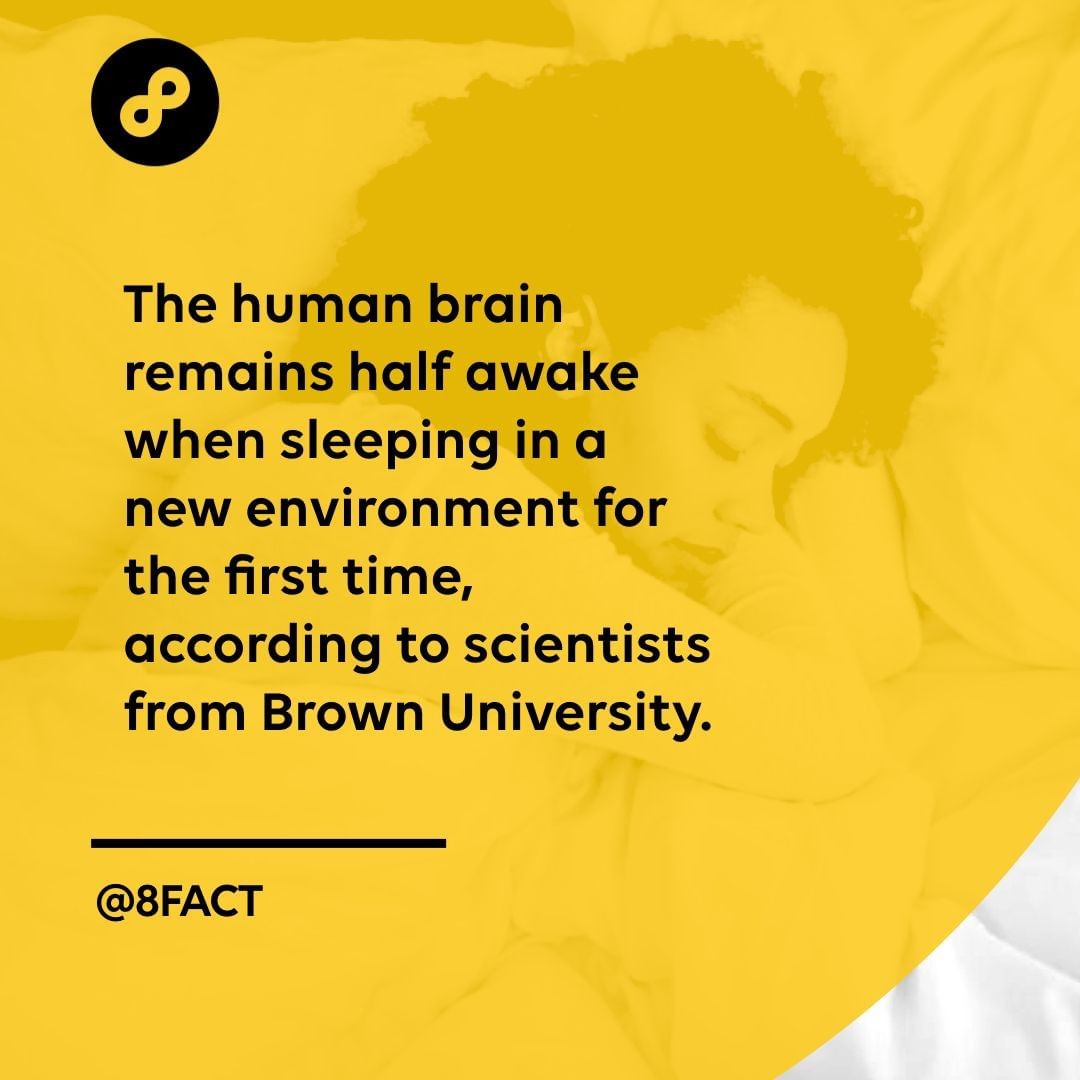 The human brain
remains half awake
when sleeping in a
new environment for
the first time,
according to scientists
from Brown University.
@8FACT